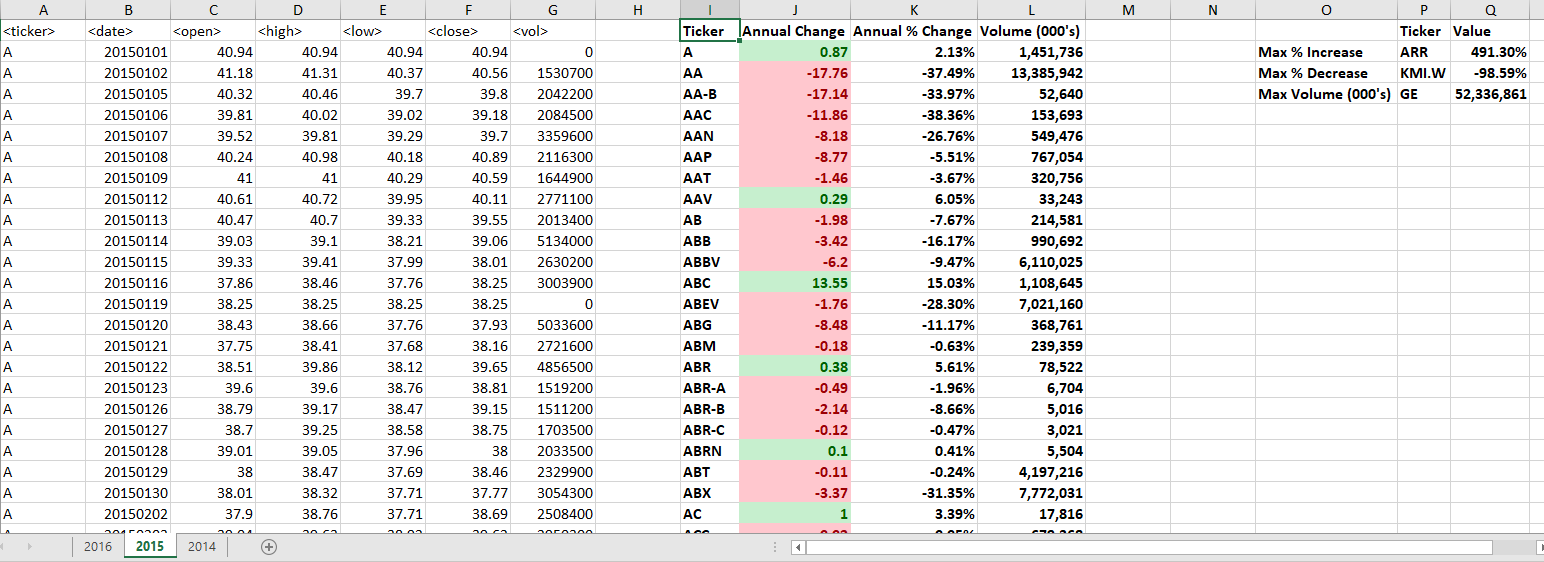 A B C D E F G H I J K L M N O P Q
<ticker> <date> <open> <high> <low> <close> <vol> Ticker Annual Change Annual % Change Volume (000's) Ticker Value
A 20150101 40.94 40.94 40.94 40.94 0 A 0.87 2.13% 1,451,736 Max % Increase ARR 491.30%
A 20150102 41.18 41.31 40.37 40.56 1530700 AA -17.76 -37.49% 13,385,942 Max % Decrease KMI.W -98.59%
A 20150105 40.32 40.46 39.7 39.8 2042200 AA-B -17.14 -33.97% 52,640 Max Volume (000's) GE 52,336,861
A 20150106 39.81 40.02 39.02 39.18 2084500 AAC -11.86 -38.36% 153,693
A 20150107 39.52 39.81 39.29 39.7 3359600 AAN -8.18 -26.76% 549,476
A 20150108 40.24 40.98 40.18 40.89 2116300 AAP -8.77 -5.51% 767,054
A 20150109 41 41 40.29 40.59 1644900 AAT -1.46 -3.67% 320,756
A 20150112 40.61 40.72 39.95 40.11 2771100 AAV 0.29 6.05% 33,243
A 20150113 40.47 40.7 39.33 39.55 2013400 AB -1.98 -7.67% 214,581
A 20150114 39.03 39.1 38.21 39.06 5134000 ABB -3.42 -16.17% 990,692
A 20150115 39.33 39.41 37.99 38.01 2630200 ABBV -6.2 -9.47% 6,110,025
A 20150116 37.86 38.46 37.76 38.25 3003900 ABC 13.55 15.03% 1,108,645
A 20150119 38.25 38.25 38.25 38.25 0 ABEV -1.76 -28.30% 7,021,160
A 20150120 38.43 38.66 37.76 37.93 5033600 ABG -8.48 -11.17% 368,761
A 20150121 37.75 38.41 37.68 38.16 2721600 ABM -0.18 -0.63% 239,359
A 20150122 38.51 39.86 38.12 39.65 4856500 ABR 0.38 5.61% 78,522
A 20150123 39.6 39.6 38.76 38.81 1519200 ABR-A -0.49 -1.96% 6,704
A 20150126 38.79 39.17 38.47 39.15 1511200 ABR-B -2.14 -8.66% 5,016
A 20150127 38.7 39.25 38.58 38.75 1703500 ABR-C -0.12 -0.47% 3,021
A 20150128 39.01 39.05 37.96 38 2033500 ABRN 0.1 0.41% 5,504
A 20150129 38 38.47 37.69 38.46 2329900 ABT -0.11 -0.24% 4,197,216
A 20150130 38.01 38.32 37.71 37.77 3054300 ABX -3.37 -31.35% 7,772,031
A 20150202 37.9 38.76 37.71 38.69 2508400 AC 1 3.39% 17,816
2016 2015 2014